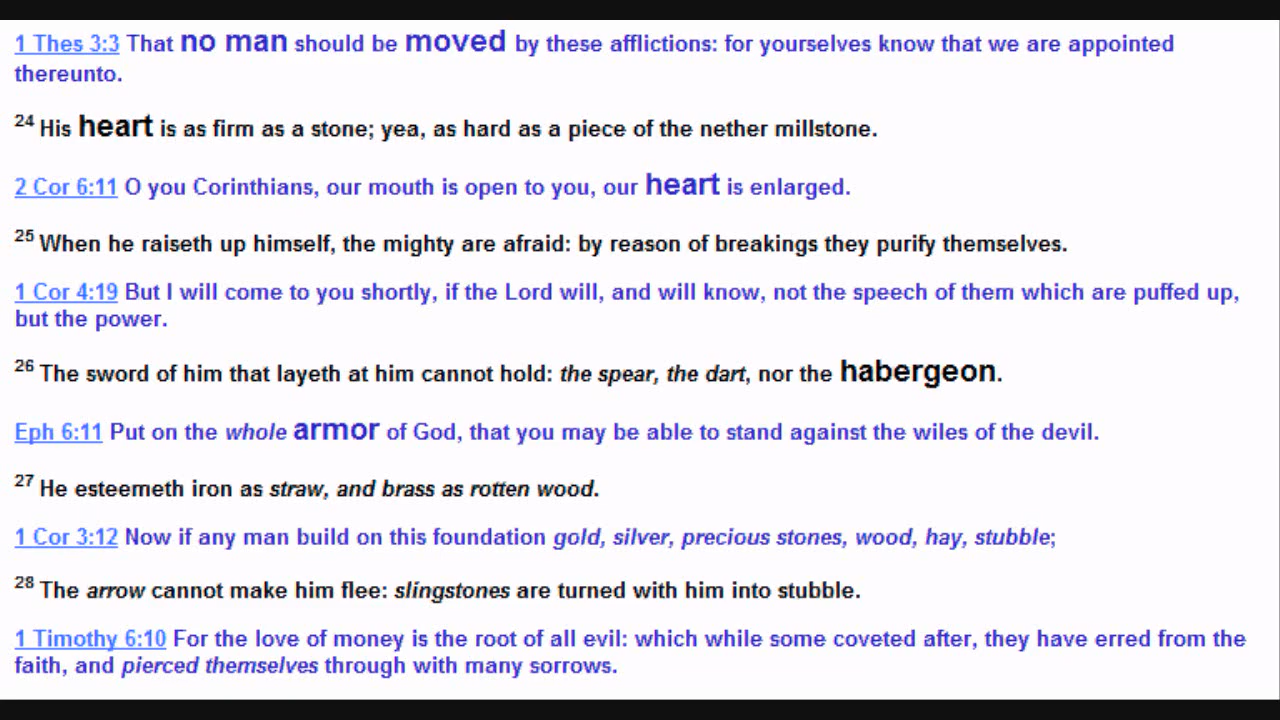 1 Thes 3:3 That no man should be moved by these afflictions: for yourselves know that we are appointed
thereunto.
24 His heart is as firm as a stone; yea, as hard as a piece of the nether millstone.
2 Cor 6:11 O you Corinthians, our mouth is open to you, our heart is enlarged.
25 When he raiseth up himself, the mighty are afraid: by reason of breakings they purify themselves.
1 Cor 4:19 But I will come to you shortly, if the Lord will, and will know, not the speech of them which are puffed up,
but the power.
26 The sword of him that layeth at him cannot hold: the spear, the dart, nor the habergeon.
Eph 6:11 Put on the whole armor of God, that you may be able to stand against the wiles of the devil.
27 He esteemeth iron as straw, and brass as rotten wood.
1 Cor 3:12 Now if any man build on this foundation gold, silver, precious stones, wood, hay, stubble;
28 The arrow cannot make him flee: slingstones are turned with him into stubble.
1 Timothy 6:10 For the love of money is the root of all evil: which while some coveted after, they have erred from the
faith, and pierced themselves through with many sorrows.